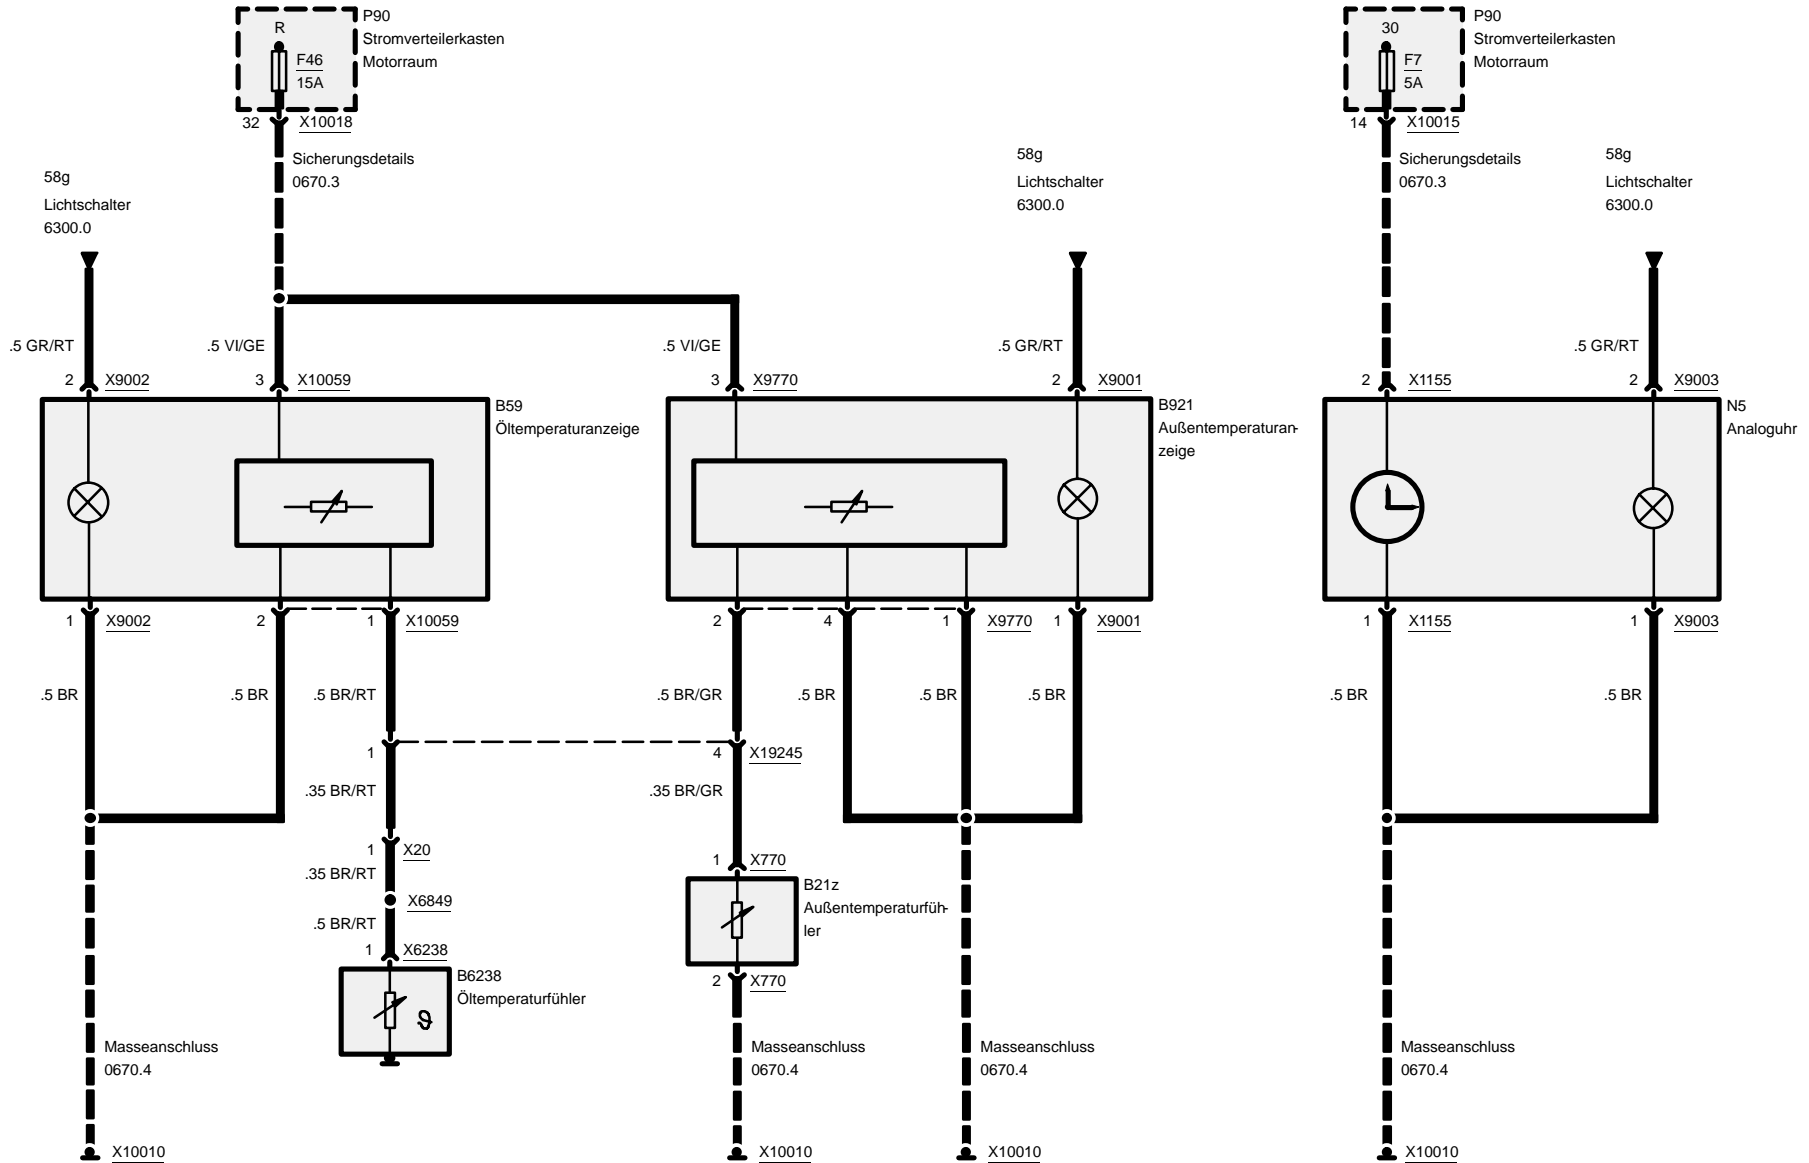 R
P90
Stromverteilerkasten
Motorraum
F46
15A
32
X10018
Sicherungsdetails
0670.3
30
P90
Stromverteilerkasten
Motorraum
F7
5A
14
X10015
Sicherungsdetails
0670.3
58g
Lichtschalter
6300.0
58g
Lichtschalter
6300.0
58g
Lichtschalter
6300.0
.5 GR/RT
.5 VI/GE
.5 VI/GE
.5 GR/RT
.5 GR/RT
2
X9002
3
X10059
3
X9770
2
X9001
2
X1155
2
X9003
B59
Öltemperaturanzeige
B921
Außentemperaturan-
zeige
N5
Analoguhr
1
X9002
2
1
X10059
2
4
1
X9770
1
X9001
1
X1155
1
X9003
.5 BR
.5 BR
.5 BR/RT
.5 BR/GR
.5 BR
.5 BR
.5 BR
.5 BR
.5 BR
1
4
X19245
.35 BR/RT
.35 BR/GR
1
X20
.35 BR/RT
X6849
.5 BR/RT
1
X6238
B6238
Öltemperaturfühler
ϑ
1
X770
B21z
Außentemperaturfüh-
ler
2
X770
Masseanschluss
0670.4
Masseanschluss
0670.4
Masseanschluss
0670.4
Masseanschluss
0670.4
X10010
X10010
X10010
X10010